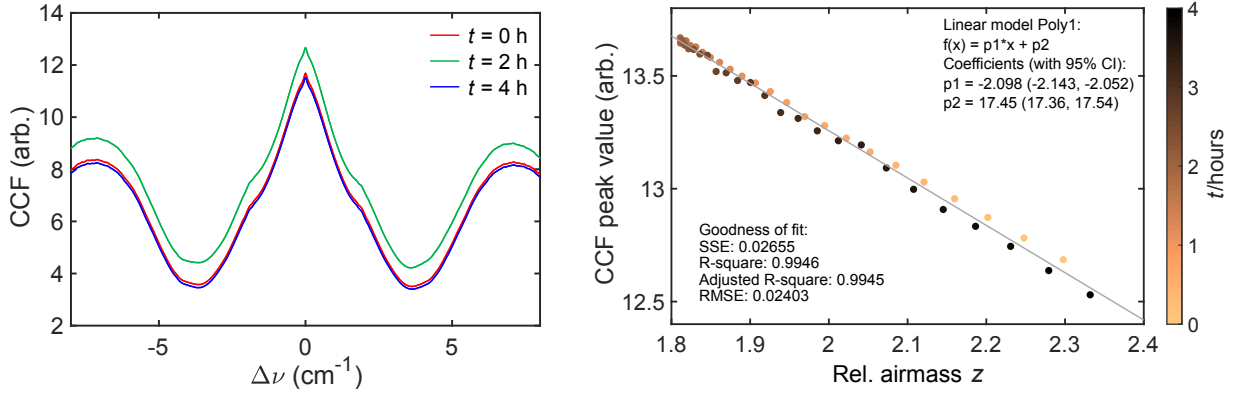 CCF (arb.)
14
12
10
8
6
4
2
t = 0 h
t = 2 h
t = 4 h
-5
0
5
Δν (cm-1)
CCF peak value (arb.)
13.5
13
12.5
Linear model Poly1:
f(x) = p1*x + p2
Coefficients (with 95% CI):
p1 = -2.098 (-2.143, -2.052)
p2 = 17.45 (17.36, 17.54)
Goodness of fit:
SSE: 0.02655
R-square: 0.9946
Adjusted R-square: 0.9945
RMSE: 0.02403
1.8
1.9
2
2.1
2.2
2.3
2.4
Rel. airmass z
4
3
2
1
0
t/hours